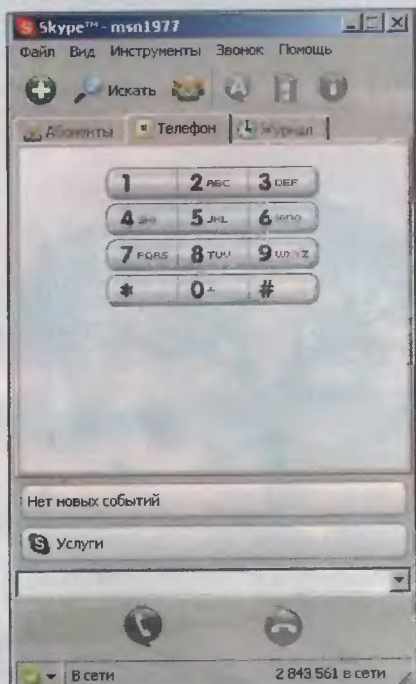 Skype™ - msn1977
Файл Вид Инструменты Звонок Помощь
Искать
Абоненты Телефон Журнал
1 2 ABC 3 DEF
4 5 JKL 6
7 PQRS 8 TUV 9
* 0 #
Нет новых событий
S Услуги
В сети 2 843 561 в сети